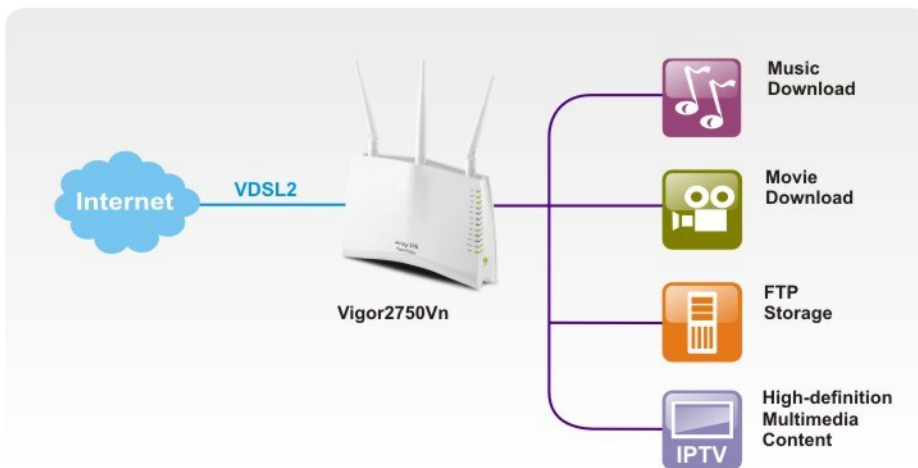 Internet
VDSL2
Vigor2750Vn
Music
Download
Movie
Download
FTP
Storage
High-definition
Multimedia
Content
IPTV